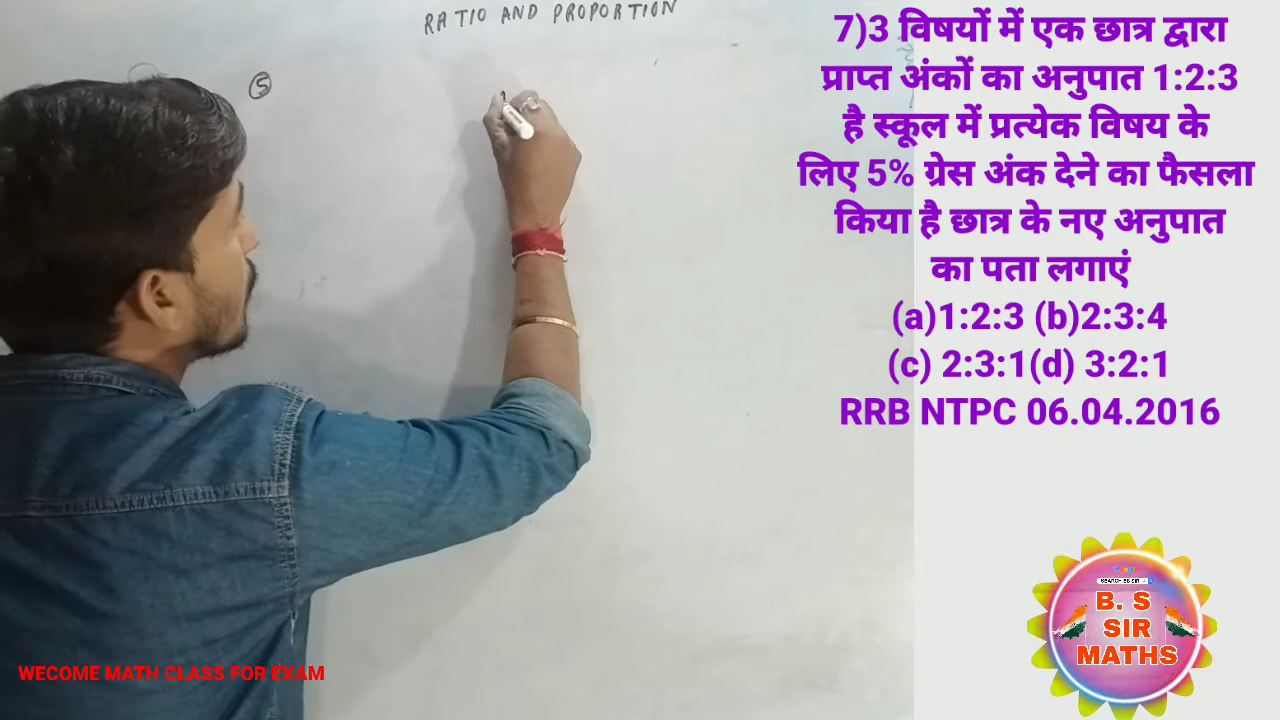 RATIO AND PROPORTION
5
7)3 विषयों में एक छात्र द्वारा
प्राप्त अंकों का अनुपात 1:2:3
है स्कूल में प्रत्येक विषय के
लिए 5% ग्रेस अंक देने का फैसला
किया है छात्र के नए अनुपात
का पता लगाएं
(a)1:2:3 (b)2:3:4
(c) 2:3:1(d) 3:2:1
RRB NTPC 06.04.2016
B. S
SIR
MATHS
WECOME MATH CLASS FOR EXAM